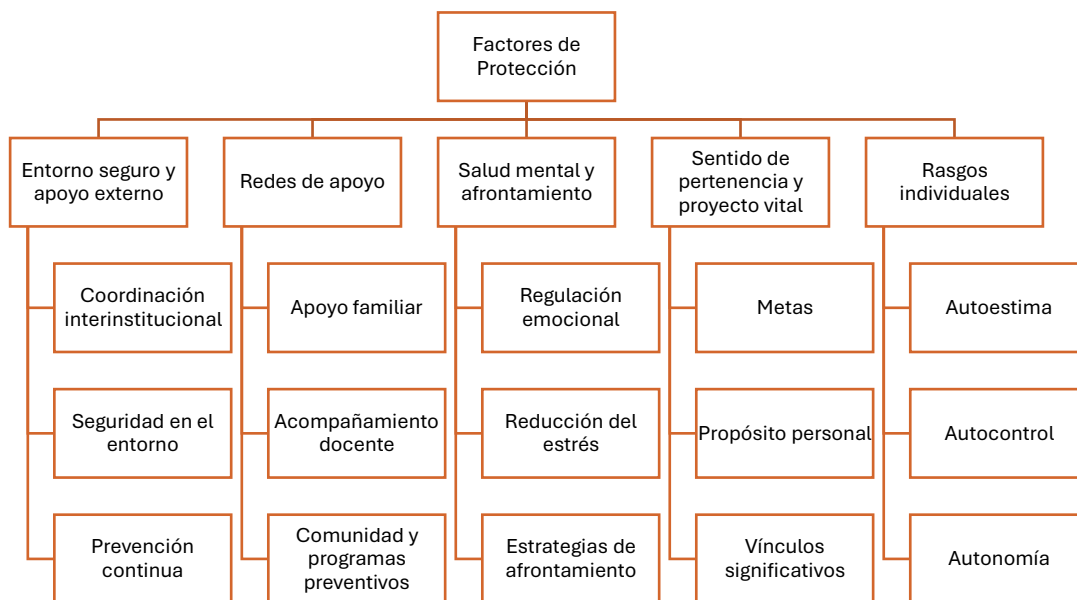 Factores de
Protección
Entorno seguro y
apoyo externo
Redes de apoyo
Salud mental y
afrontamiento
Sentido de
pertenencia y
proyecto vital
Rasgos
individuales
Coordinación
interinstitucional
Apoyo familiar
Regulación
emocional
Metas
Autoestima
Seguridad en el
entorno
Acompañamiento
docente
Reducción del
estrés
Propósito personal
Autocontrol
Prevención
continua
Comunidad y
programas
preventivos
Estrategias de
afrontamiento
Vínculos
significativos
Autonomía